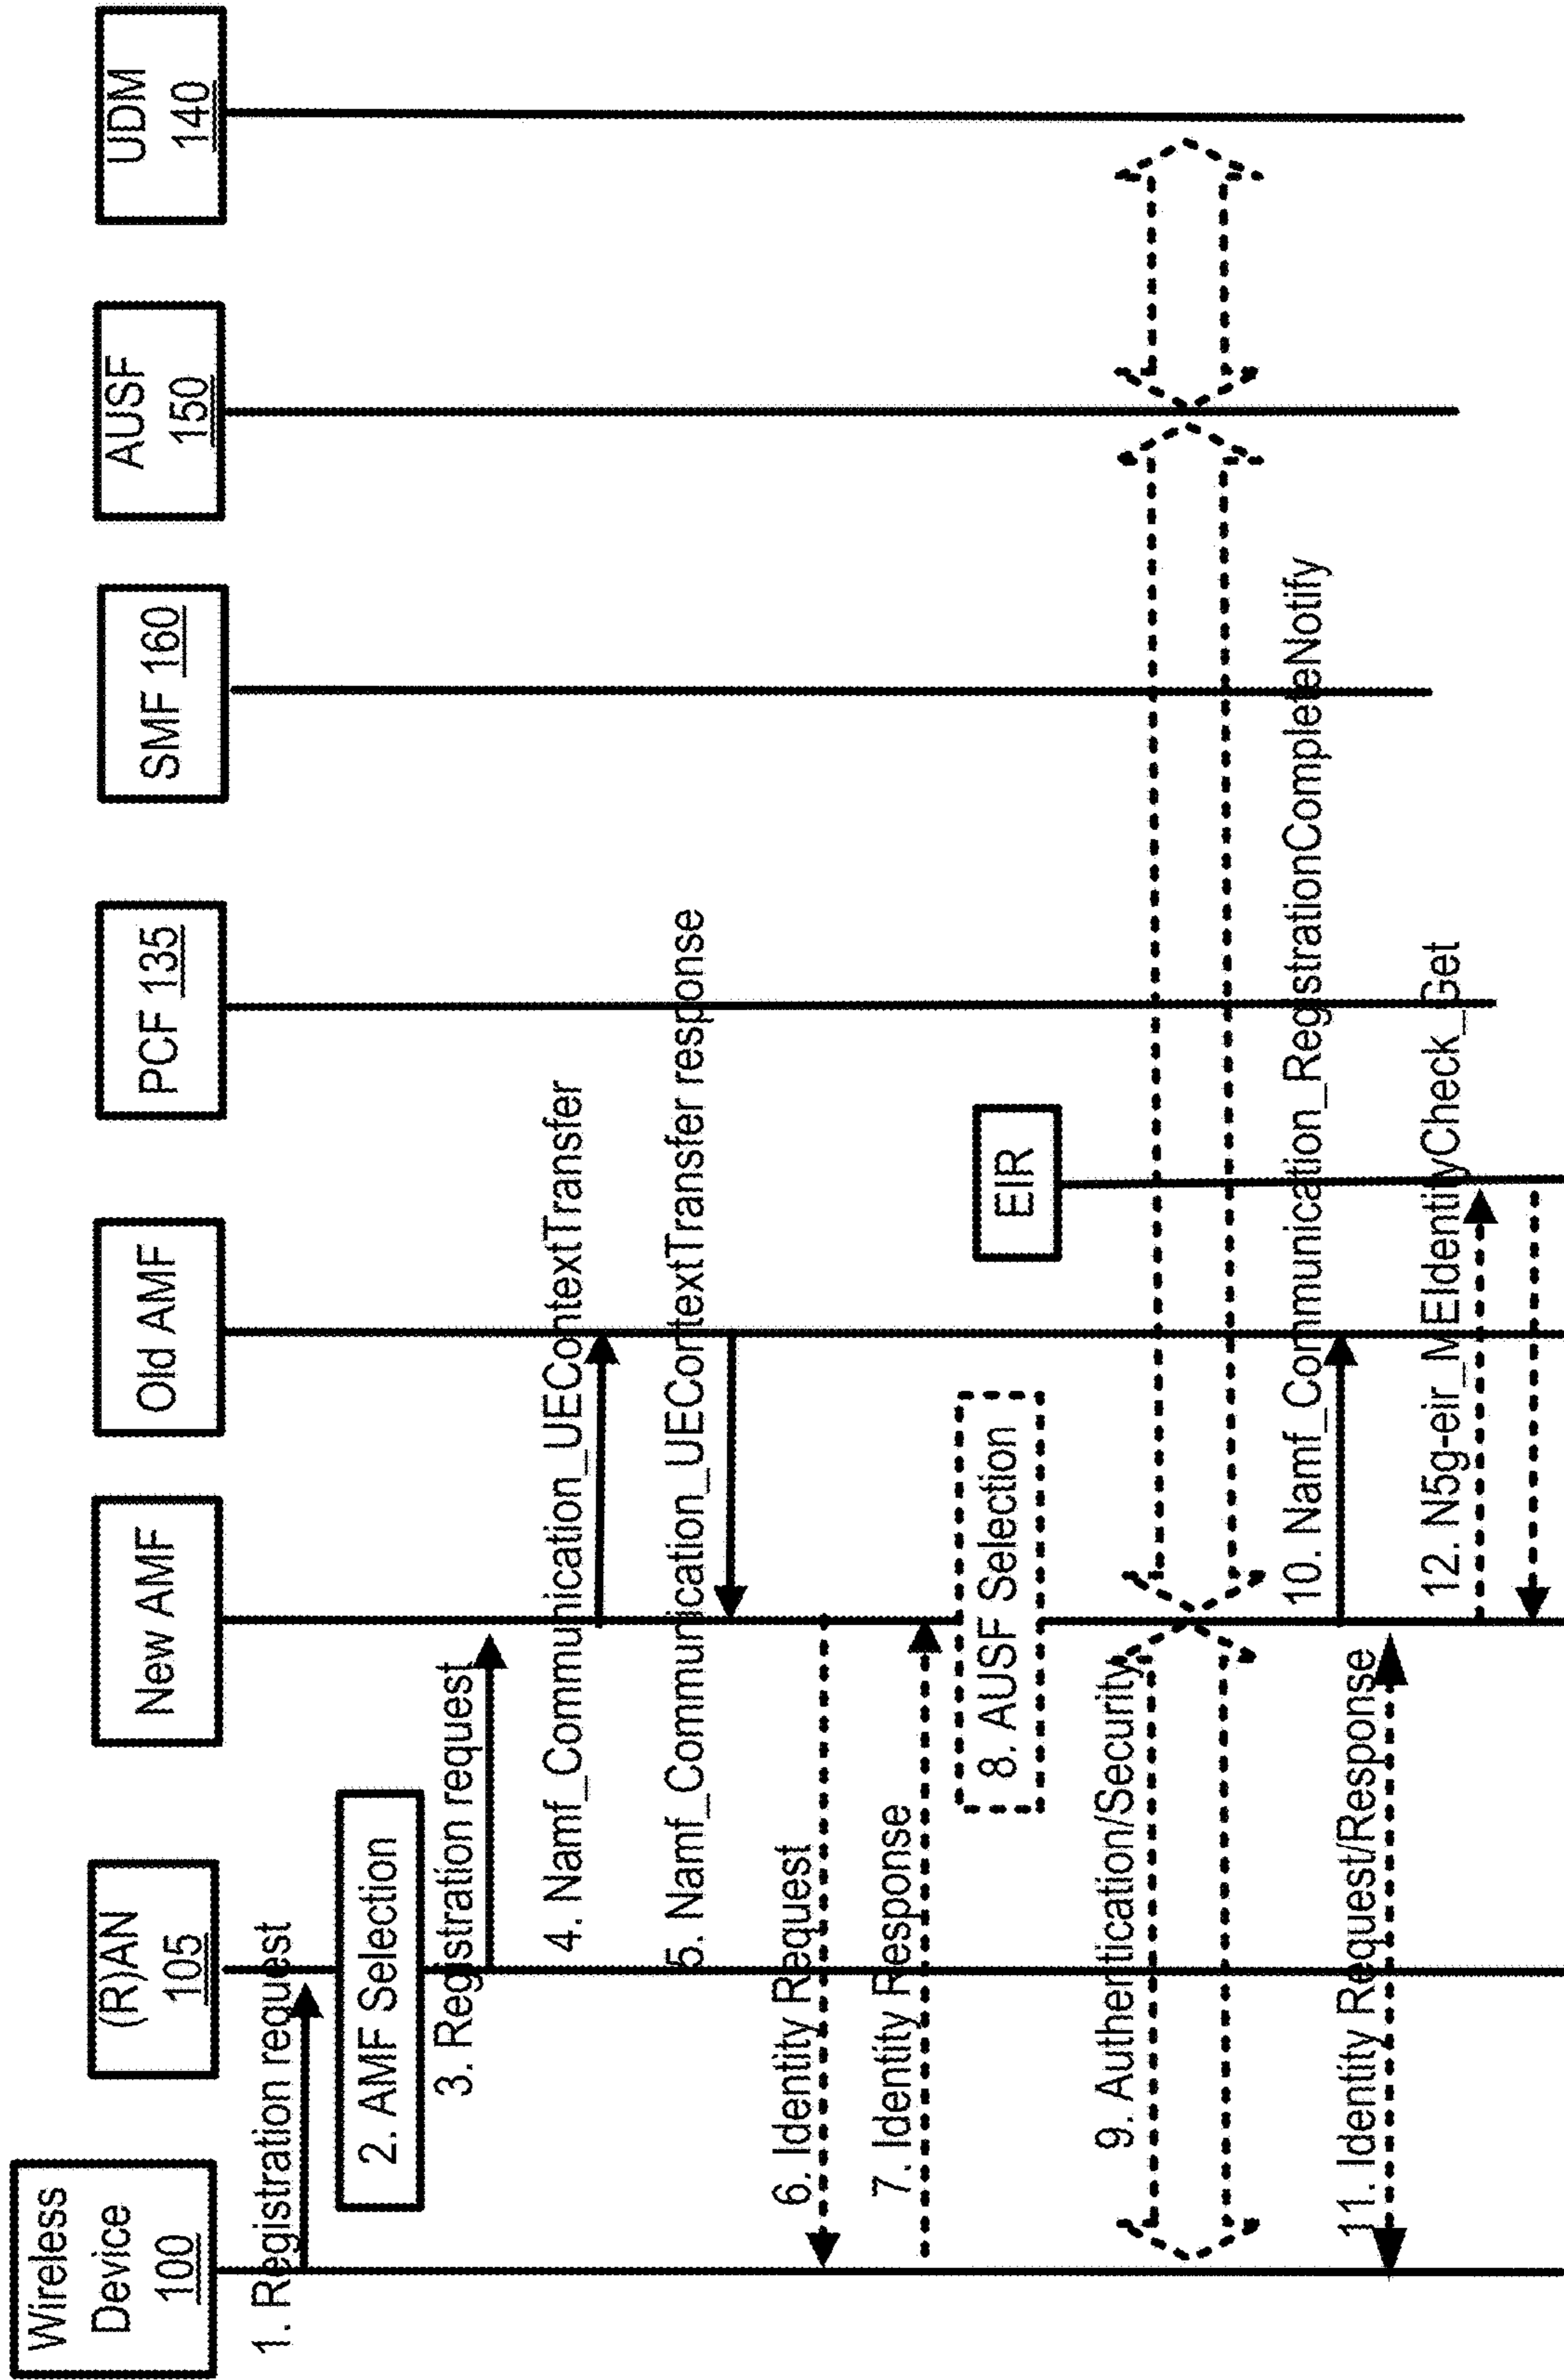 Wireless
Device
100
(R)AN
105
New AMF
Old AMF
PCF 135
SMF 160
AUSF
150
UDM
140
1. Registration request
2. AMF Selection
3. Registration request
4. Namf_Communication_UEContextTransfer
5. Namf_Communication_UEContextTransfer response
6. Identity Request
7. Identity Response
EIR
8. AUSF Selection
9. Authentication/Security
10. Namf_Communication_RegistrationCompleteNotify
11. Identity Request/Response
12. N5g-eir_MEIdentityCheck_Get